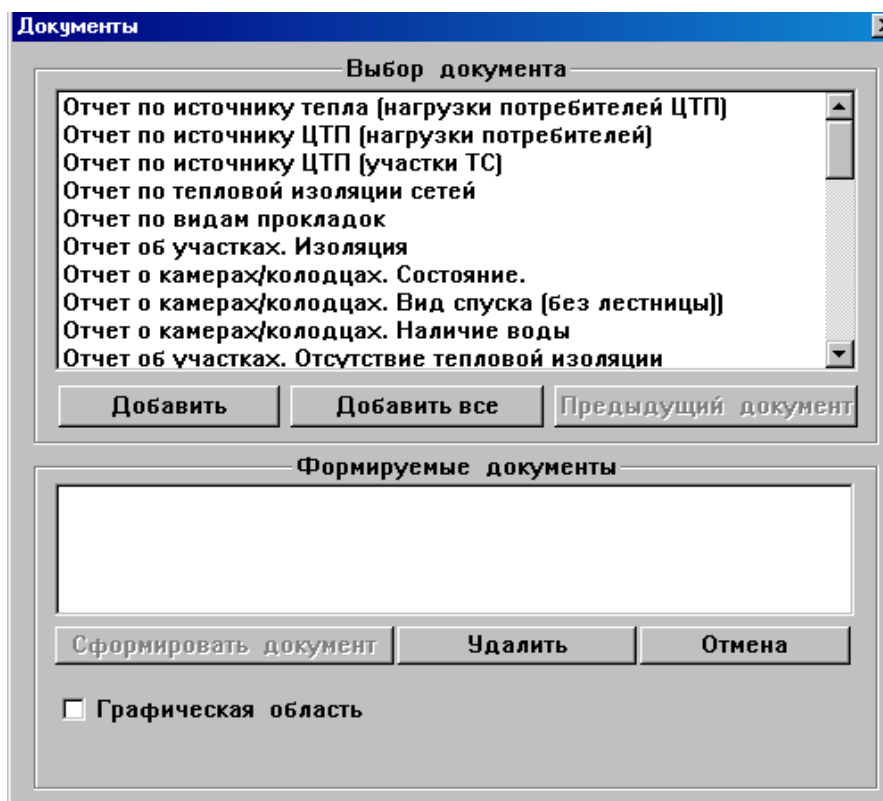 Документы
Выбор документа
Отчет по источнику тепла (нагрузки потребителей ЦТП)
Отчет по источнику ЦТП (нагрузки потребителей)
Отчет по источнику ЦТП (участки ТС)
Отчет по тепловой изоляции сетей
Отчет по видам прокладок
Отчет об участках. Изоляция
Отчет о камерах/колодцах. Состояние.
Отчет о камерах/колодцах. Вид спуска (без лестницы))
Отчет о камерах/колодцах. Наличие воды
Отчет об участках. Отсутствие тепловой изоляции
Добавить Добавить все Предыдущий документ
Формируемые документы
Сформировать документ Удалить Отмена
Графическая область